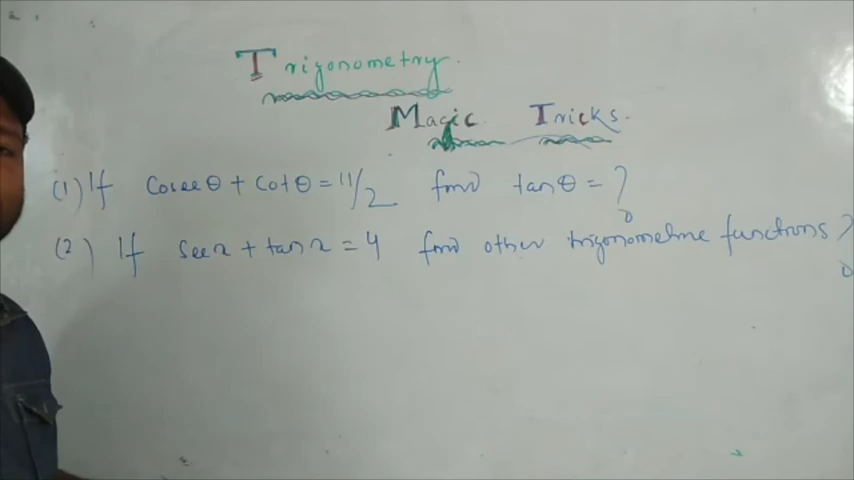 Trigonometry.
Magic Tricks.
(1) If Cosec θ + Cot θ = 11/2 find tan θ = ?
(2) If Sec x + tan x = 4 find other trigonometric functions ?